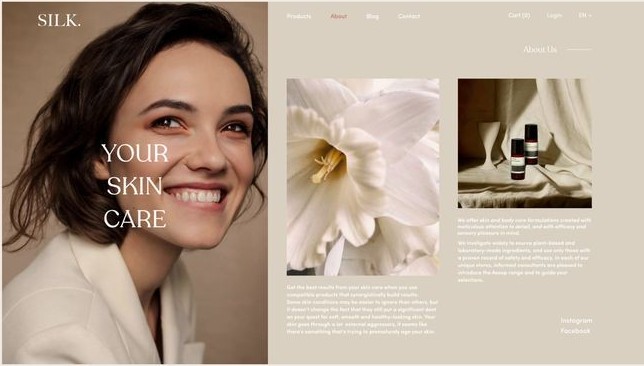 SILK.
Products
About
Blog
Contact
Cart (0)
Login
EN
About Us
YOUR
SKIN
CARE
We offer skin and body care formulations created with
meticulous attention to detail, and with efficacy and
sensory pleasure in mind.
We investigate widely to source plant-based and
laboratory-made ingredients, and use only those with
a proven record of safety and efficacy. In each of our
unique stores, informed consultants are pleased to
introduce the Aesop range and to guide your
selections.
Get the best results from your skin care when you use
compatible products that synergistically build results.
Some skin conditions may be easier to ignore than others, but
it doesn't change the fact that they still put a significant dent
on your quest for soft, smooth and healthy-looking skin. Your
skin goes through a lot: external aggressors, it seems like
there's something that's trying to prematurely age your skin
Instagram
Facebook